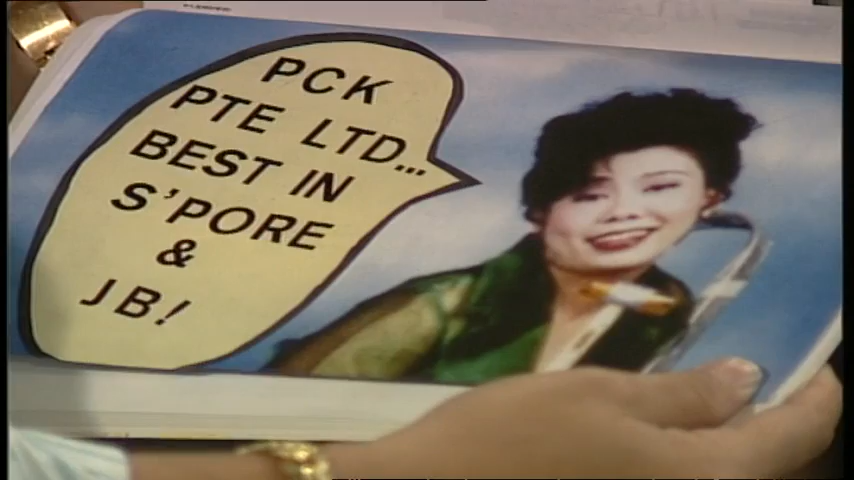 PCK
PTE LTD...
BEST IN
S'PORE
&
JB!